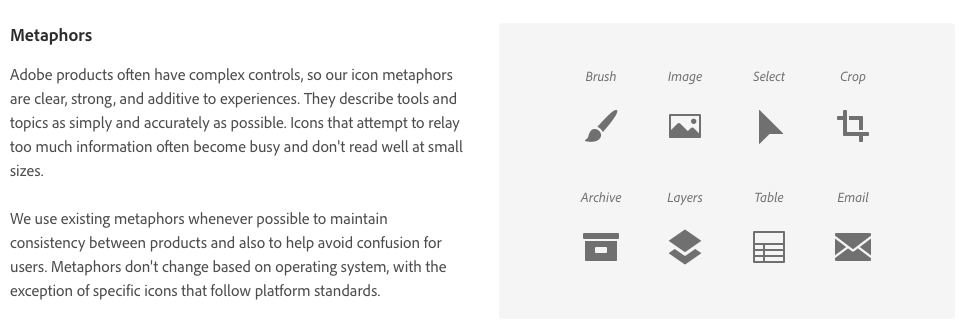 Metaphors
Adobe products often have complex controls, so our icon metaphors
are clear, strong, and additive to experiences. They describe tools and
topics as simply and accurately as possible. Icons that attempt to relay
too much information often become busy and don't read well at small
sizes.
We use existing metaphors whenever possible to maintain
consistency between products and also to help avoid confusion for
users. Metaphors don't change based on operating system, with the
exception of specific icons that follow platform standards.
Brush Image Select Crop
Archive Layers Table Email